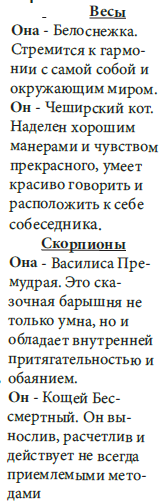 Весы
Она - Белоснежка.
Стремится к гармо-
нии с самой собой и
окружающим миром.
Он - Чеширский кот.
Наделен хорошим
манерами и чувством
прекрасного, умеет
красиво говорить и
расположить к себе
собеседника.
Скорпионы
Она - Василиса Пре-
мудрая. Это ска-
зочная барышня не
только умна, но и
обладает внутренней
притягательностью и
обаянием.
Он - Кощей Бес-
смертный. Он вы-
нослив, расчетлив и
действует не всегда
приемлемыми мето-
дами